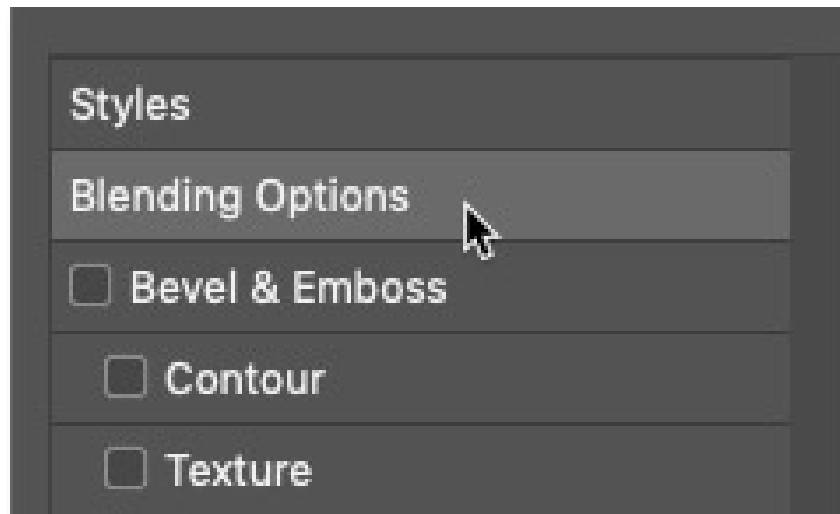 Styles
Blending Options
Bevel & Emboss
Contour
Texture